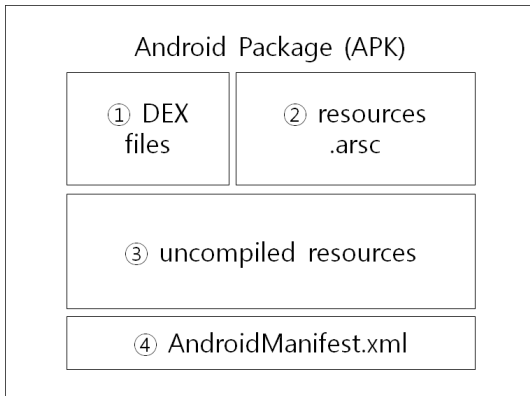 Android Package (APK)
① DEX
files
② resources
.arsc
③ uncompiled resources
④ AndroidManifest.xml